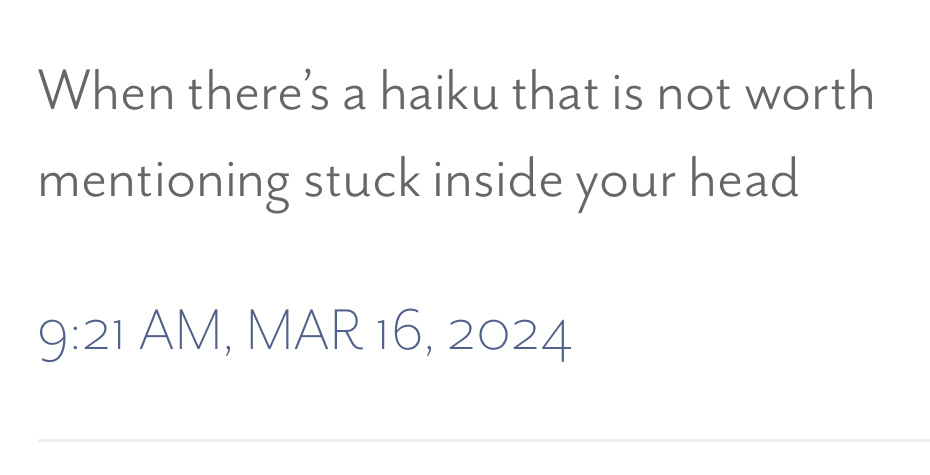 When there’s a haiku that is not worth
mentioning stuck inside your head
9:21 AM, MAR 16, 2024